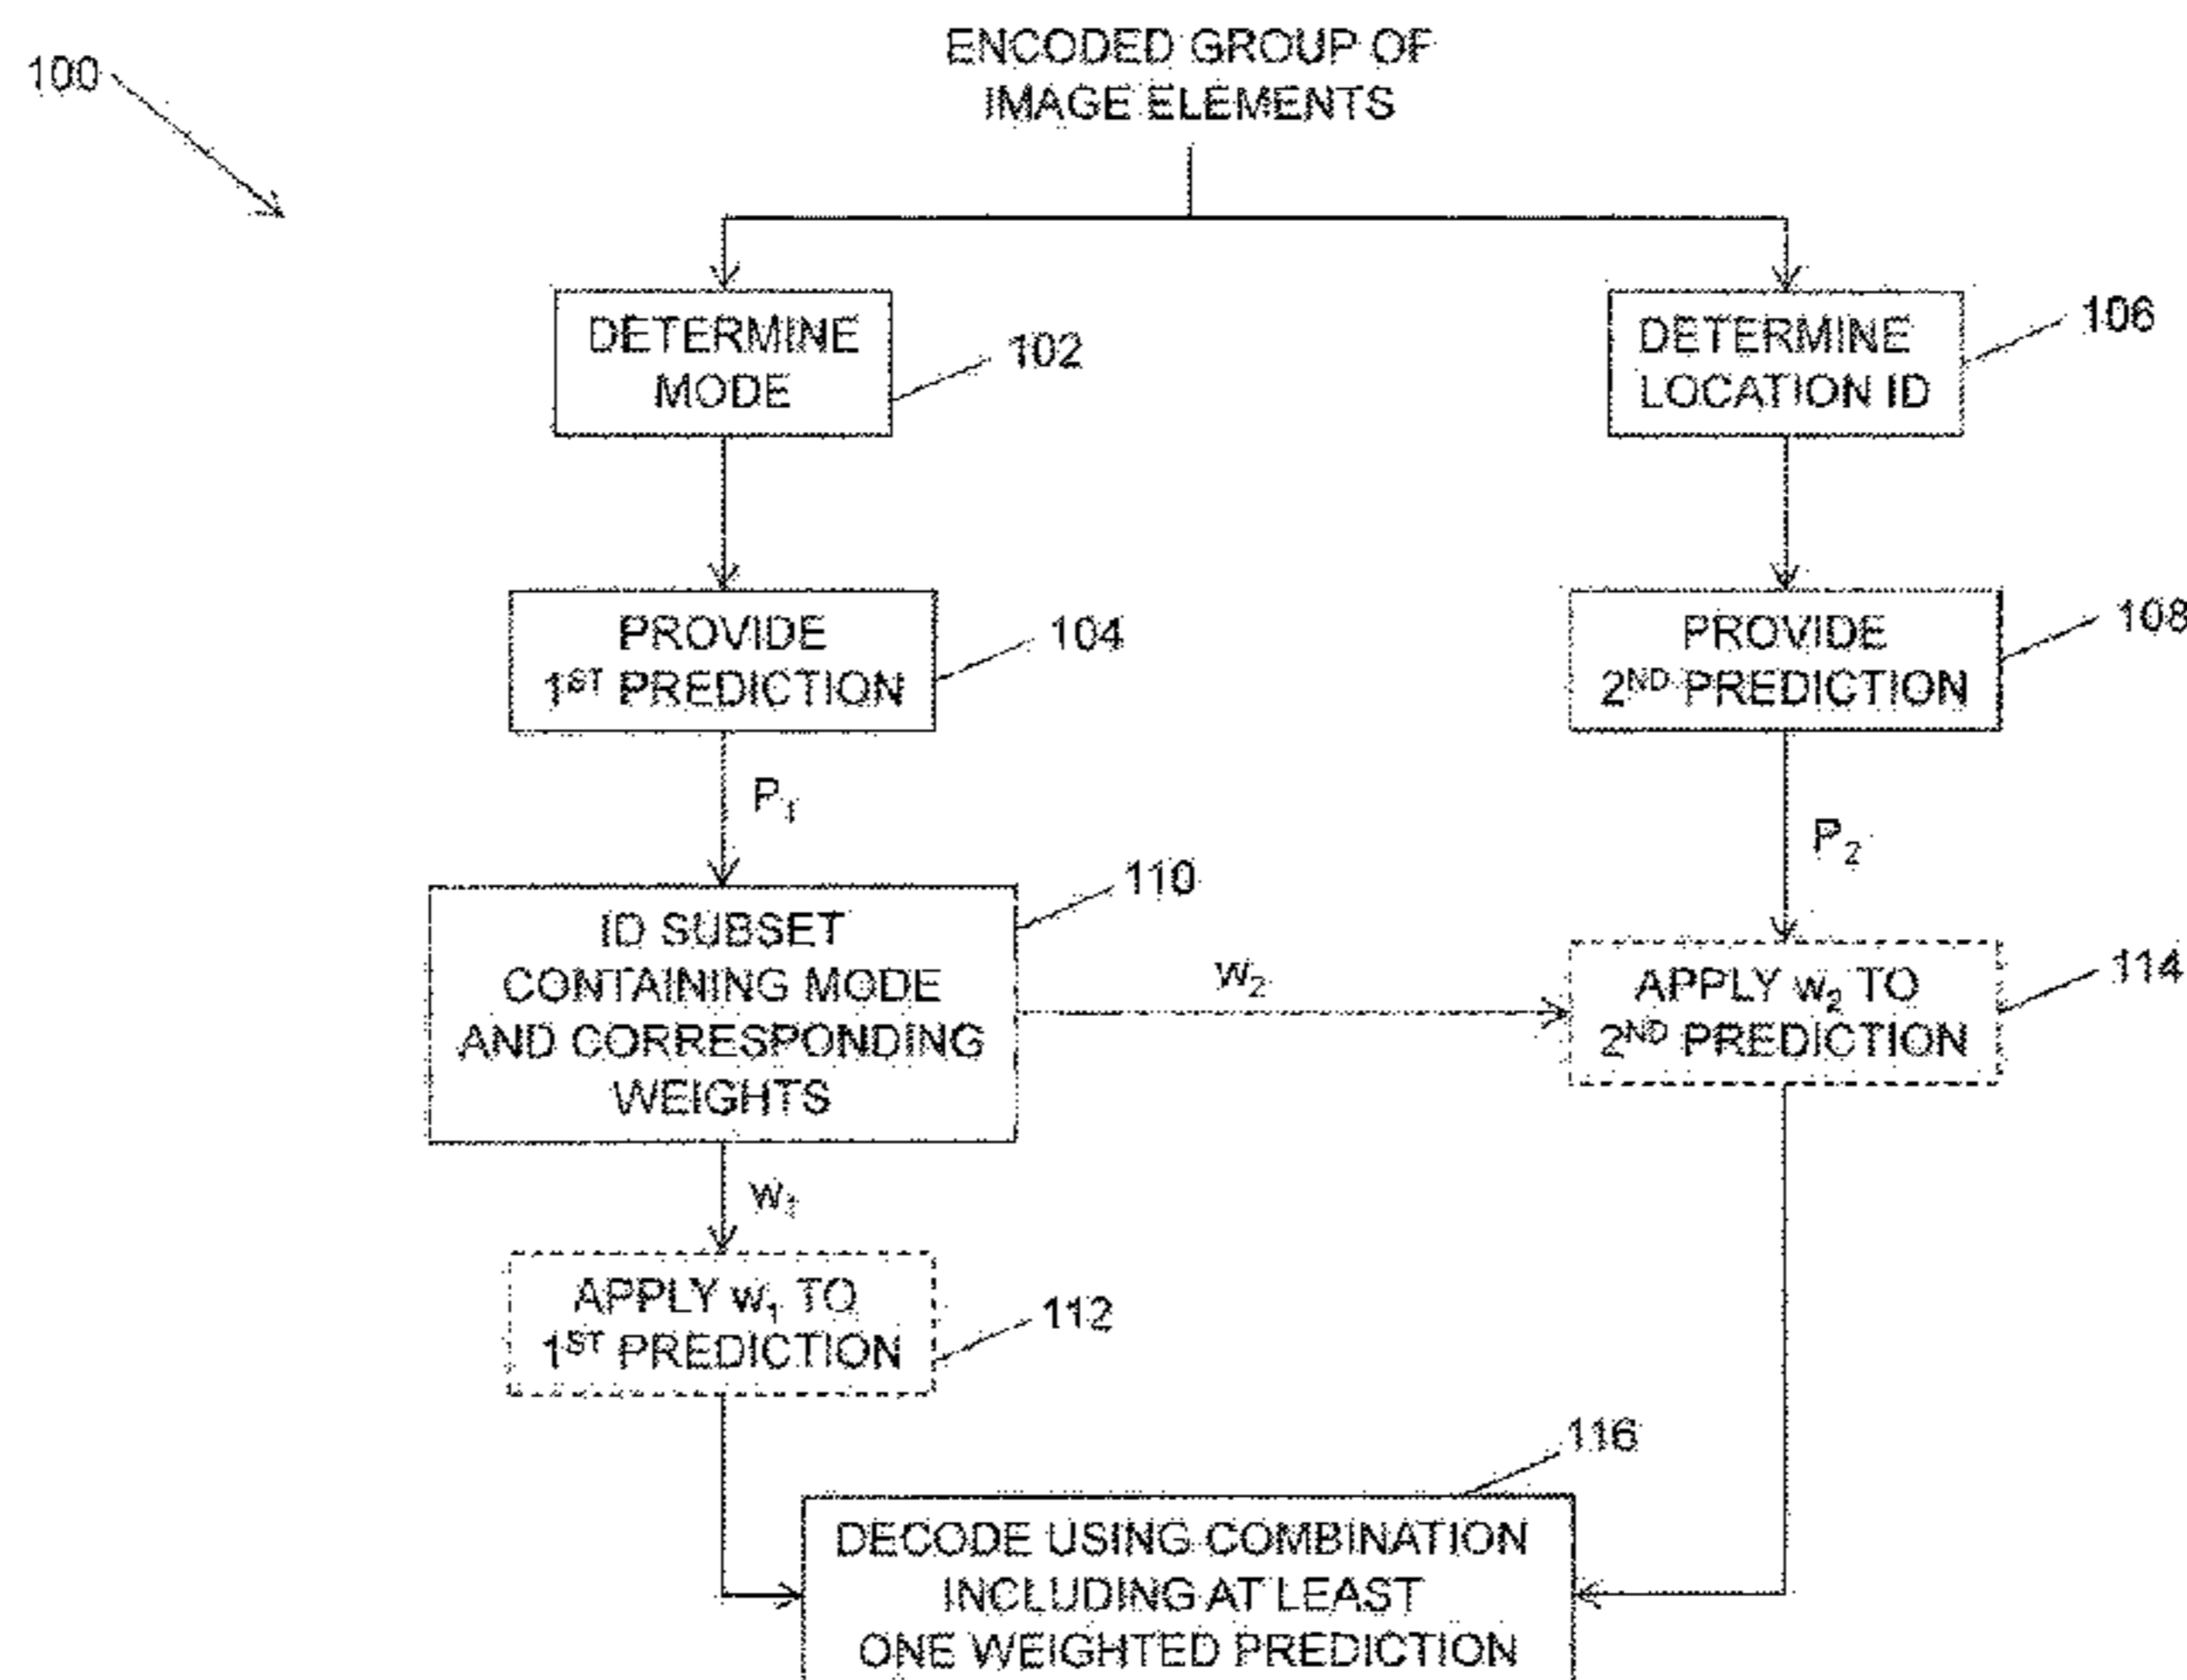 100
ENCODED GROUP OF
IMAGE ELEMENTS
DETERMINE
MODE
102
DETERMINE
LOCATION ID
106
PROVIDE
1ST PREDICTION
104
PROVIDE
2ND PREDICTION
108
P1
P2
ID SUBSET
CONTAINING MODE
AND CORRESPONDING
WEIGHTS
110
w2
APPLY w2 TO
2ND PREDICTION
114
w1
APPLY w1 TO
1ST PREDICTION
112
116
DECODE USING COMBINATION
INCLUDING AT LEAST
ONE WEIGHTED PREDICTION